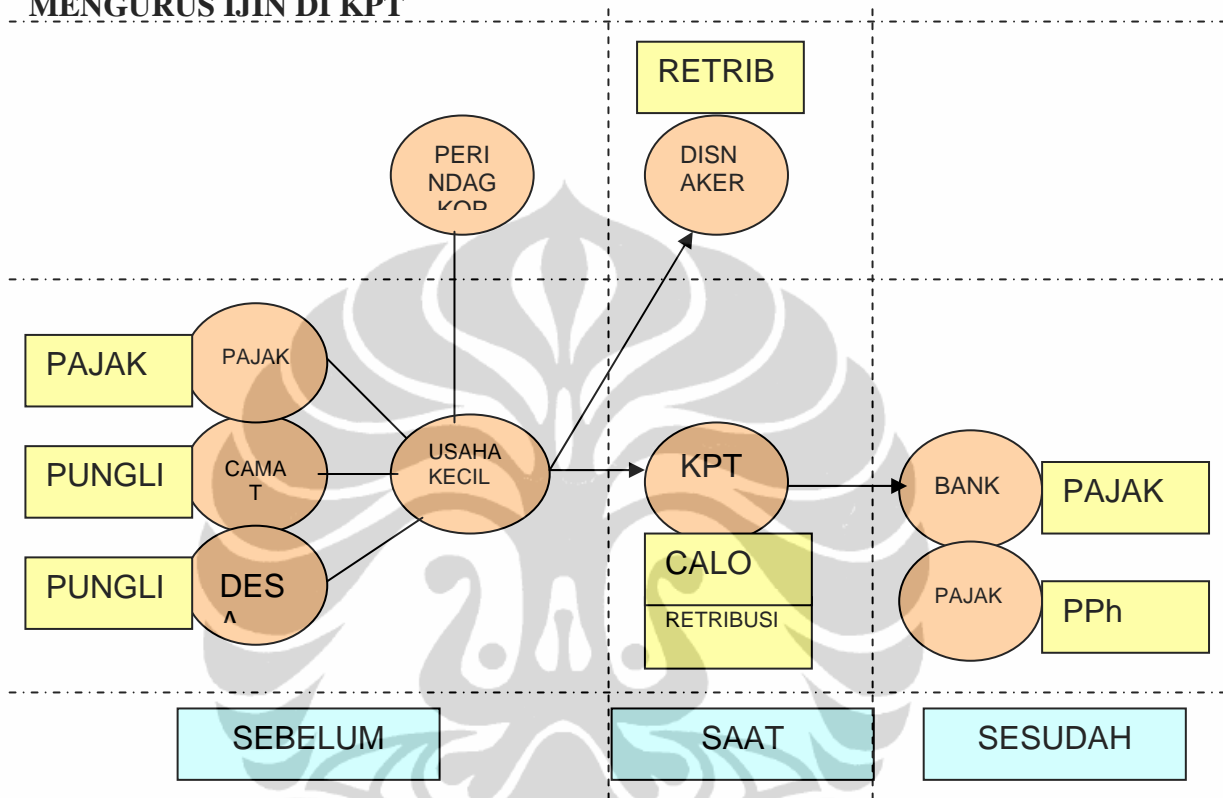 MENGURUS IJIN DI KPT
RETRIB
PERI
NDAG
KOP
DISN
AKER
PAJAK
PAJAK
PUNGLI
CAMA
T
USAHA
KECIL
KPT
BANK
PAJAK
PUNGLI
DES
A
CALO
RETRIBUSI
PAJAK
PPh
SEBELUM
SAAT
SESUDAH